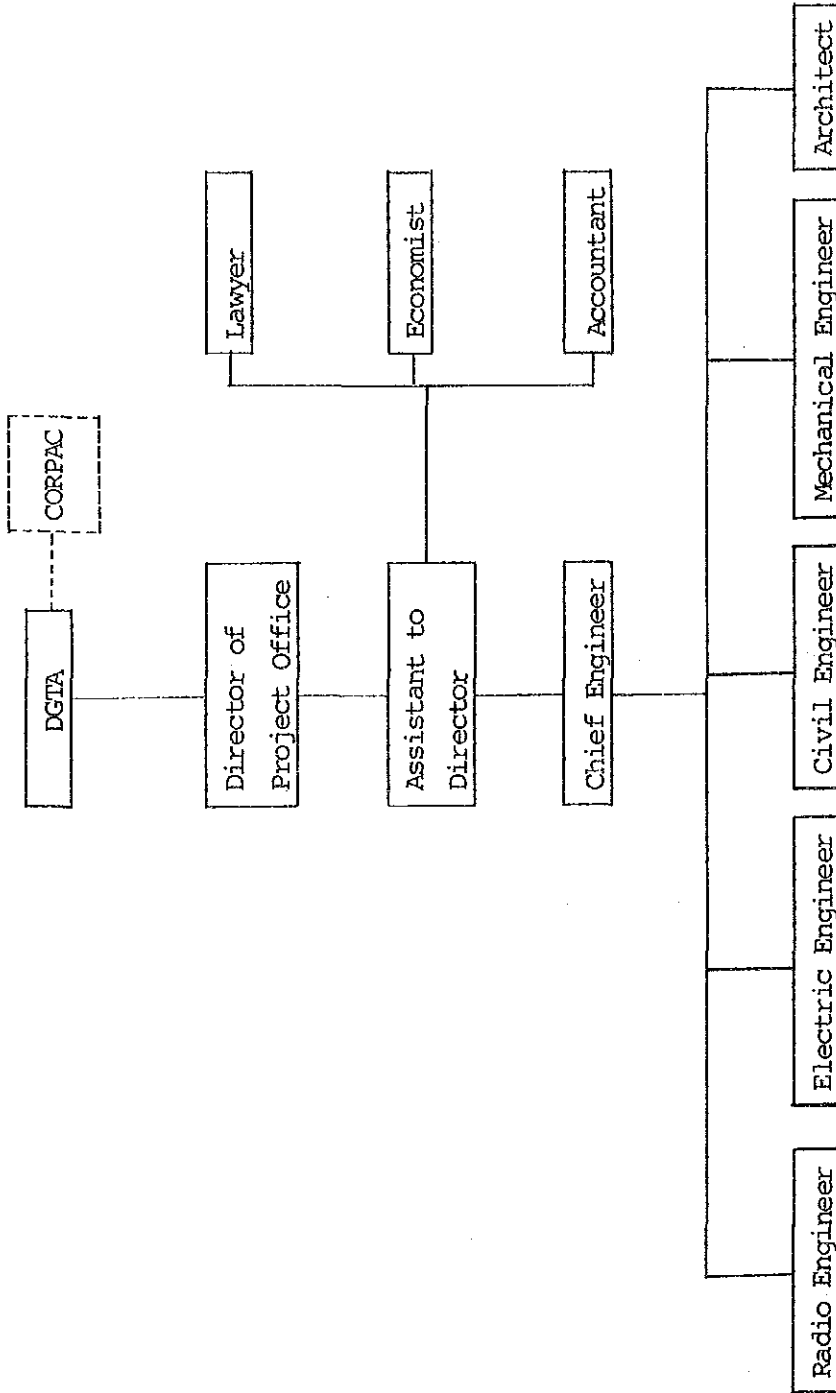 DGTA
CORPAC
Director of
Project Office
Lawyer
Assistant to
Director
Economist
Chief Engineer
Accountant
Radio Engineer
Electric Engineer
Civil Engineer
Mechanical Engineer
Architect